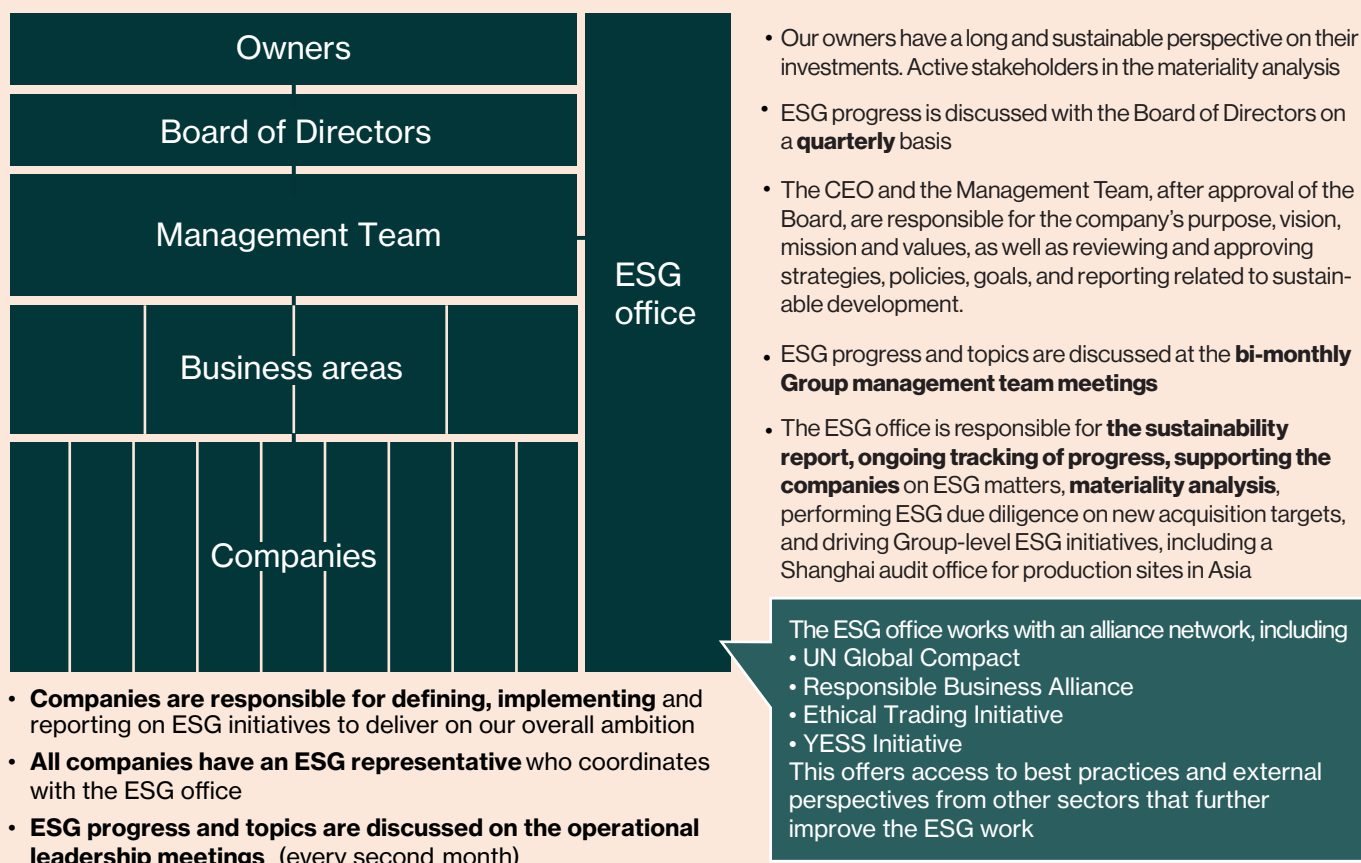 Owners
Board of Directors
Management Team
Business areas
Companies
ESG
office
• Our owners have a long and sustainable perspective on their
investments. Active stakeholders in the materiality analysis
• ESG progress is discussed with the Board of Directors on
a quarterly basis
• The CEO and the Management Team, after approval of the
Board, are responsible for the company’s purpose, vision,
mission and values, as well as reviewing and approving
strategies, policies, goals, and reporting related to sustain-
able development.
• ESG progress and topics are discussed at the bi-monthly
Group management team meetings
• The ESG office is responsible for the sustainability
report, ongoing tracking of progress, supporting the
companies on ESG matters, materiality analysis,
performing ESG due diligence on new acquisition targets,
and driving Group-level ESG initiatives, including a
Shanghai audit office for production sites in Asia
The ESG office works with an alliance network, including
• UN Global Compact
• Responsible Business Alliance
• Ethical Trading Initiative
• YESS Initiative
This offers access to best practices and external
perspectives from other sectors that further
improve the ESG work
• Companies are responsible for defining, implementing and
reporting on ESG initiatives to deliver on our overall ambition
• All companies have an ESG representative who coordinates
with the ESG office
• ESG progress and topics are discussed on the operational
leadership meetings (every second month)